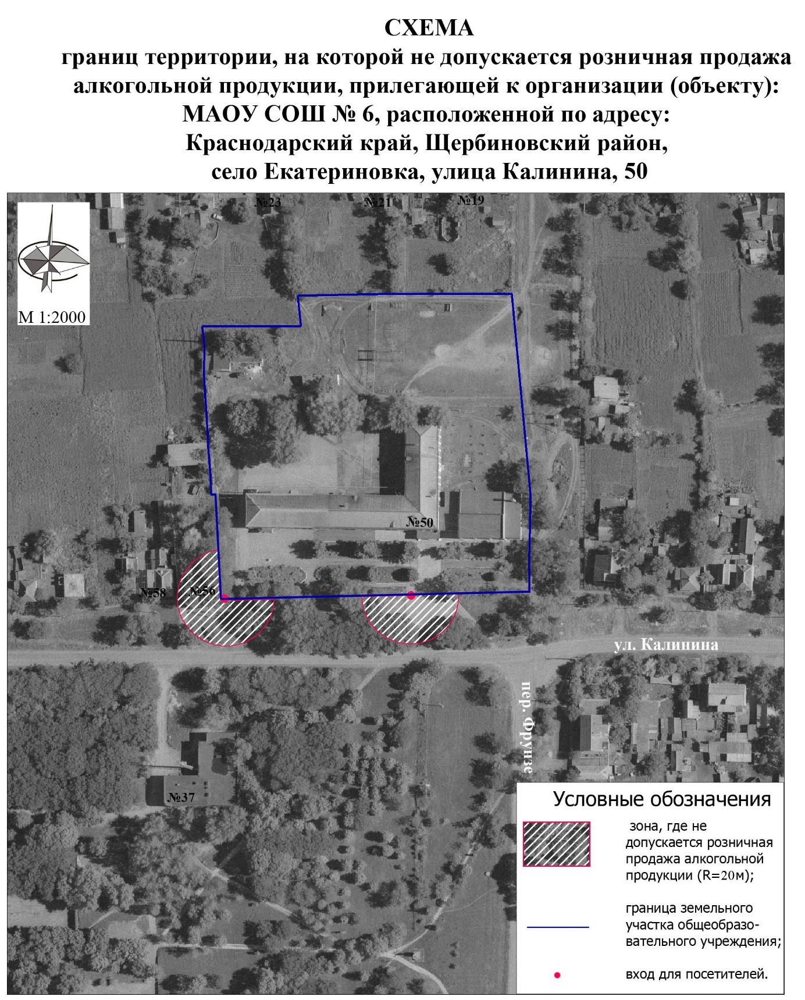 СХЕМА
границ территории, на которой не допускается розничная продажа
алкогольной продукции, прилегающей к организации (объекту):
МАОУ СОШ № 6, расположенной по адресу:
Краснодарский край, Щербиновский район,
село Екатериновка, улица Калинина, 50
№23
№21
№19
М 1:2000
№50
№58
№56
ул. Калинина
пер. Фрунзе
№37
Условные обозначения
зона, где не
допускается розничная
продажа алкогольной
продукции (R=20м);
граница земельного
участка общеобразо-
вательного учреждения;
вход для посетителей.